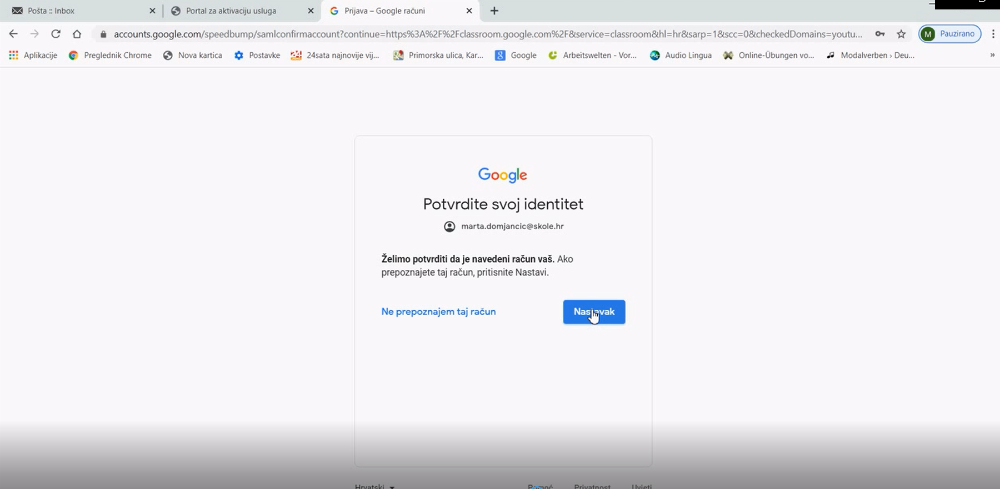 Pošta :: Inbox
Portal za aktivaciju usluga
Prijava – Google računi
accounts.google.com/speedbump/samlconfirmaccount?continue=https%3A%2F%2Fclassroom.google.com%2F&service=classroom&hl=hr&sarp=1&scc=0&checkedDomains=youtu...
M Pauzirano
Aplikacije
Preglednik Chrome
Nova kartica
Postavke
24sata najnovije vij...
Primorska ulica, Kar...
Google
Arbeitswelten - Vor...
Audio Lingua
Online-Übungen vo...
Modalverben › Deu...
»
Google
Potvrdite svoj identitet
marta.domjancic@skole.hr
Želimo potvrditi da je navedeni račun vaš. Ako
prepoznajete taj račun, pritisnite Nastavi.
Ne prepoznajem taj račun
Nastavak
Hrvatski
Pomoć
Privatnost
Uvjeti